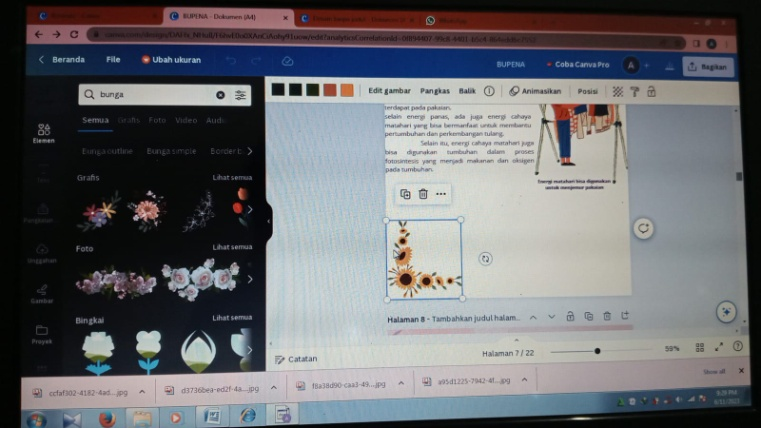 BUPENA - Dokumen (A4)
WhatsApp
Beranda
File
Ubah ukuran
BUPENA
Coba Canva Pro
A
+
Bagikan
bunga
Edit gambar
Pangkas
Balik
Animasikan
Posisi
Semua
Grafis
Foto
Video
Audi
Bunga outline
Bunga simple
Border b
Elemen
Unggahan
Gambar
Proyek
Grafis
Lihat semua
Foto
Lihat semua
Bingkai
Lihat semua
terdapat pada pakaian.
selain energi panas, ada juga energi cahaya
matahari yang bisa bermanfaat untuk membantu
pertumbuhan dan perkembangan tulang.
Selain itu, energi cahaya matahari juga
bisa digunakan tumbuhan dalam proses
fotosintesis yang menjadi makanan dan oksigen
pada tumbuhan.
Energi matahari bisa digunakan
untuk menjemur pakaian
Halaman 8 - Tambahkan judul halam...
Catatan
Halaman 7 / 22
58%
ccfaf302-4182-4ad....jpg
d3736bea-ed2f-4a....jpg
f8a38d90-caa3-49....jpg
a95d1225-7942-4f....jpg
Show all